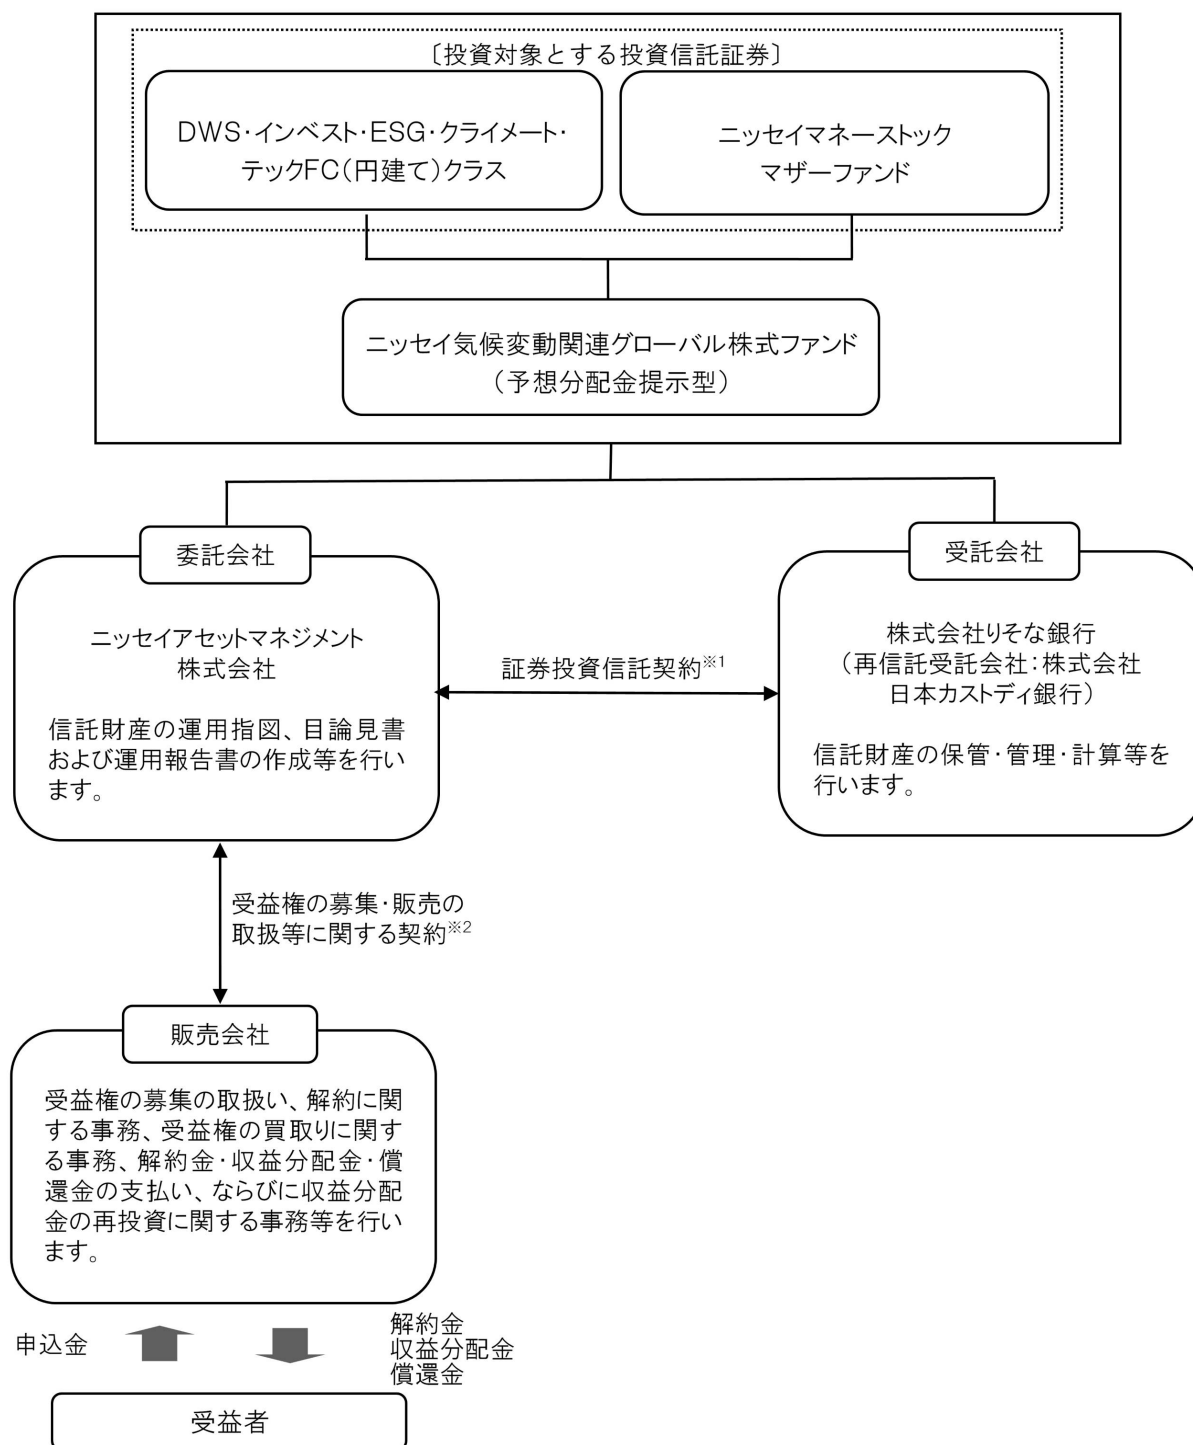 〔投資対象とする投資信託証券〕
DWS・インベスト・ESG・クライメート・
テックFC(円建て)クラス
ニッセイマネーストック
マザーファンド
ニッセイ気候変動関連グローバル株式ファンド
(予想分配金提示型)
委託会社
ニッセイアセットマネジメント
株式会社
信託財産の運用指図、目論見書
および運用報告書の作成等を行い
ます。
証券投資信託契約※1
受託会社
株式会社りそな銀行
(再信託受託会社:株式会社
日本カストディ銀行)
信託財産の保管・管理・計算等を
行います。
受益権の募集・販売の
取扱等に関する契約※2
販売会社
受益権の募集の取扱い、解約に関
する事務、受益権の買取りに関す
る事務、解約金・収益分配金・償
還金の支払い、ならびに収益分配
金の再投資に関する事務等を行い
ます。
申込金
解約金
収益分配金
償還金
受益者